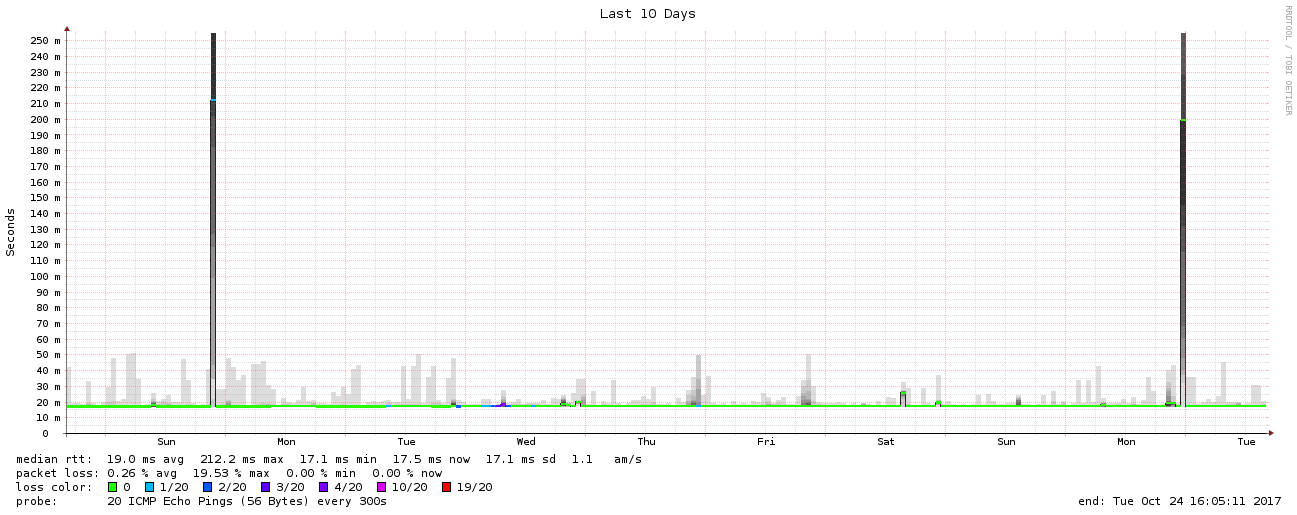 Last 10 Days
RRDTOOL / TOBI OETIKER
Seconds
250 m
240 m
230 m
220 m
210 m
200 m
190 m
180 m
170 m
160 m
150 m
140 m
130 m
120 m
110 m
100 m
90 m
80 m
70 m
60 m
50 m
40 m
30 m
20 m
10 m
0
Sun Mon Tue Wed Thu Fri Sat Sun Mon Tue
median rtt: 19.0 ms avg 212.2 ms max 17.1 ms min 17.5 ms now 17.1 ms sd 1.1 am/s
packet loss: 0.26 % avg 19.53 % max 0.00 % min 0.00 % now
loss color: 0 1/20 2/20 3/20 4/20 10/20 19/20
probe: 20 ICMP Echo Pings (56 Bytes) every 300s end: Tue Oct 24 16:05:11 2017